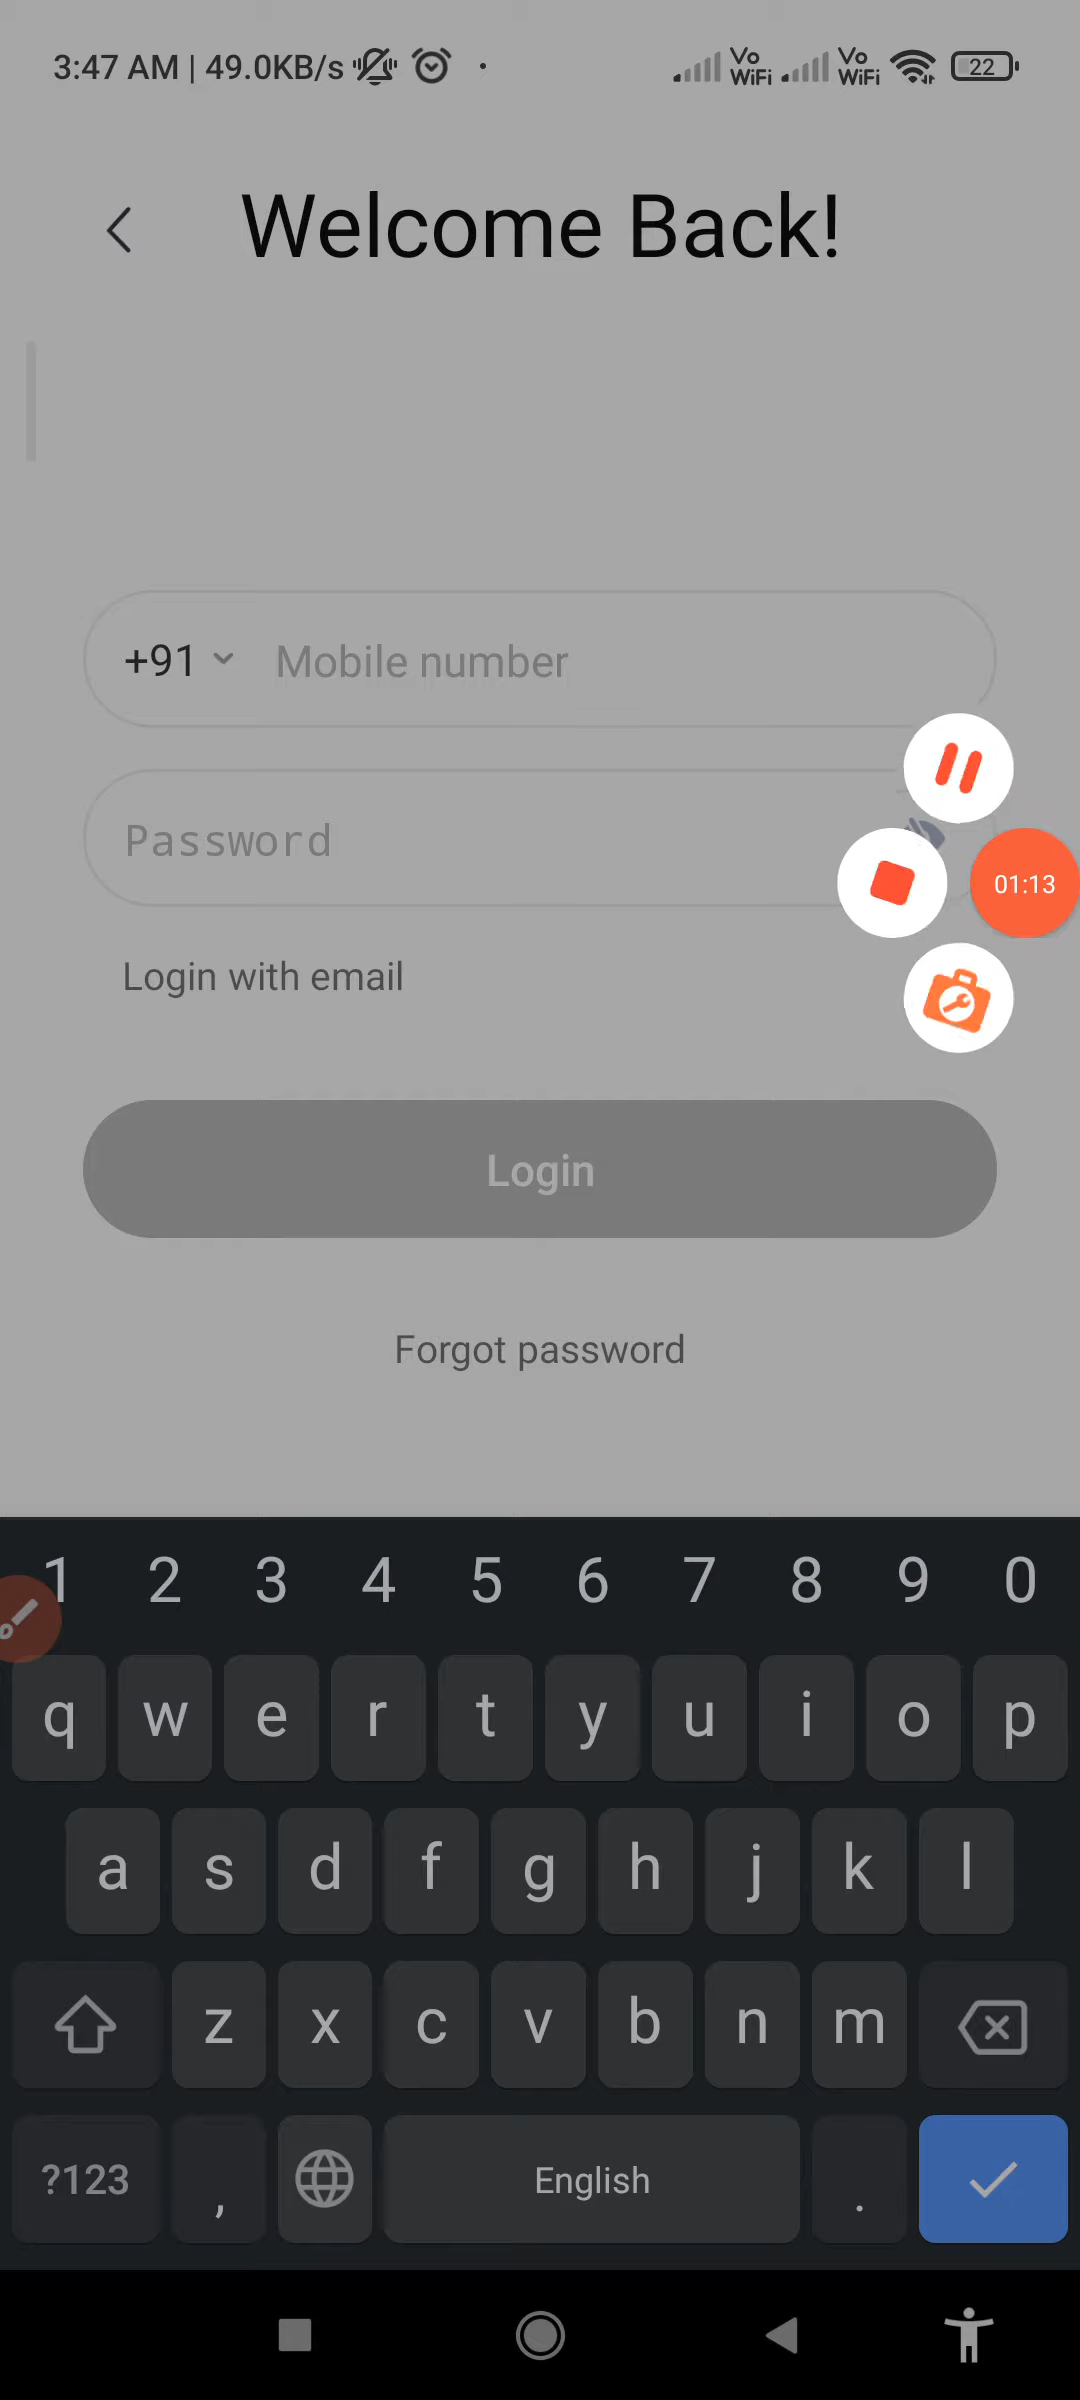 3:47 AM | 49.0KB/s Vo WiFi Vo WiFi 22
Welcome Back!
+91 Mobile number
Password
01:13
Login with email
Login
Forgot password
1 2 3 4 5 6 7 8 9 0
q w e r t y u i o p
a s d f g h j k l
z x c v b n m
?123 , English .